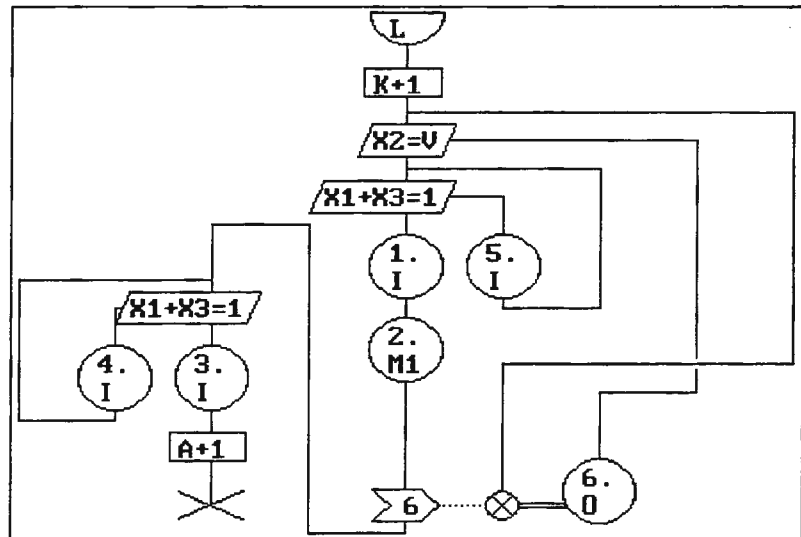 L
K+1
X2=V
X1+X3=1
1.
I
5.
I
X1+X3=1
2.
M1
4.
I
3.
I
A+1
6
6.
O